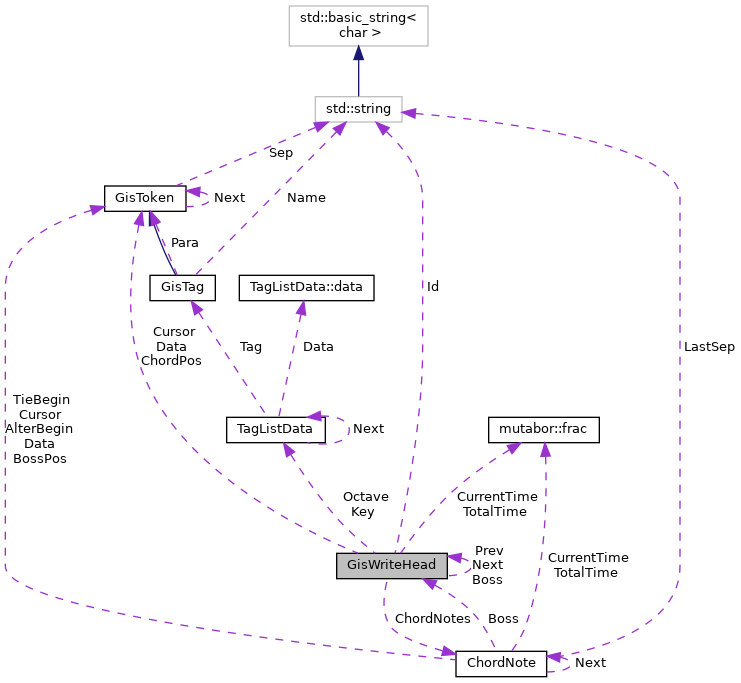 std::basic_string<
char >
std::string
Sep
GisToken
Next
Name
Para
GisTag
TagListData::data
Id
Cursor
Data
ChordPos
Tag
Data
LastSep
TieBegin
Cursor
AlterBegin
Data
BossPos
TagListData
Next
mutabor::frac
Octave
Key
CurrentTime
TotalTime
GisWriteHead
Prev
Next
Boss
CurrentTime
TotalTime
ChordNotes
Boss
ChordNote
Next